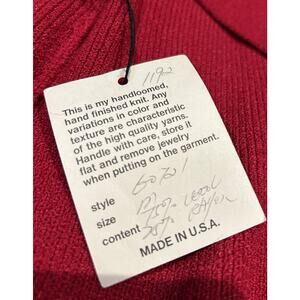 This is my handloomed,
hand finished knit. Any
variations in color and
texture are characteristic
of the high quality yarns.
Handle with care, store it
flat and remove jewelry
when putting on the garment.
style
size
content
MADE IN U.S.A.